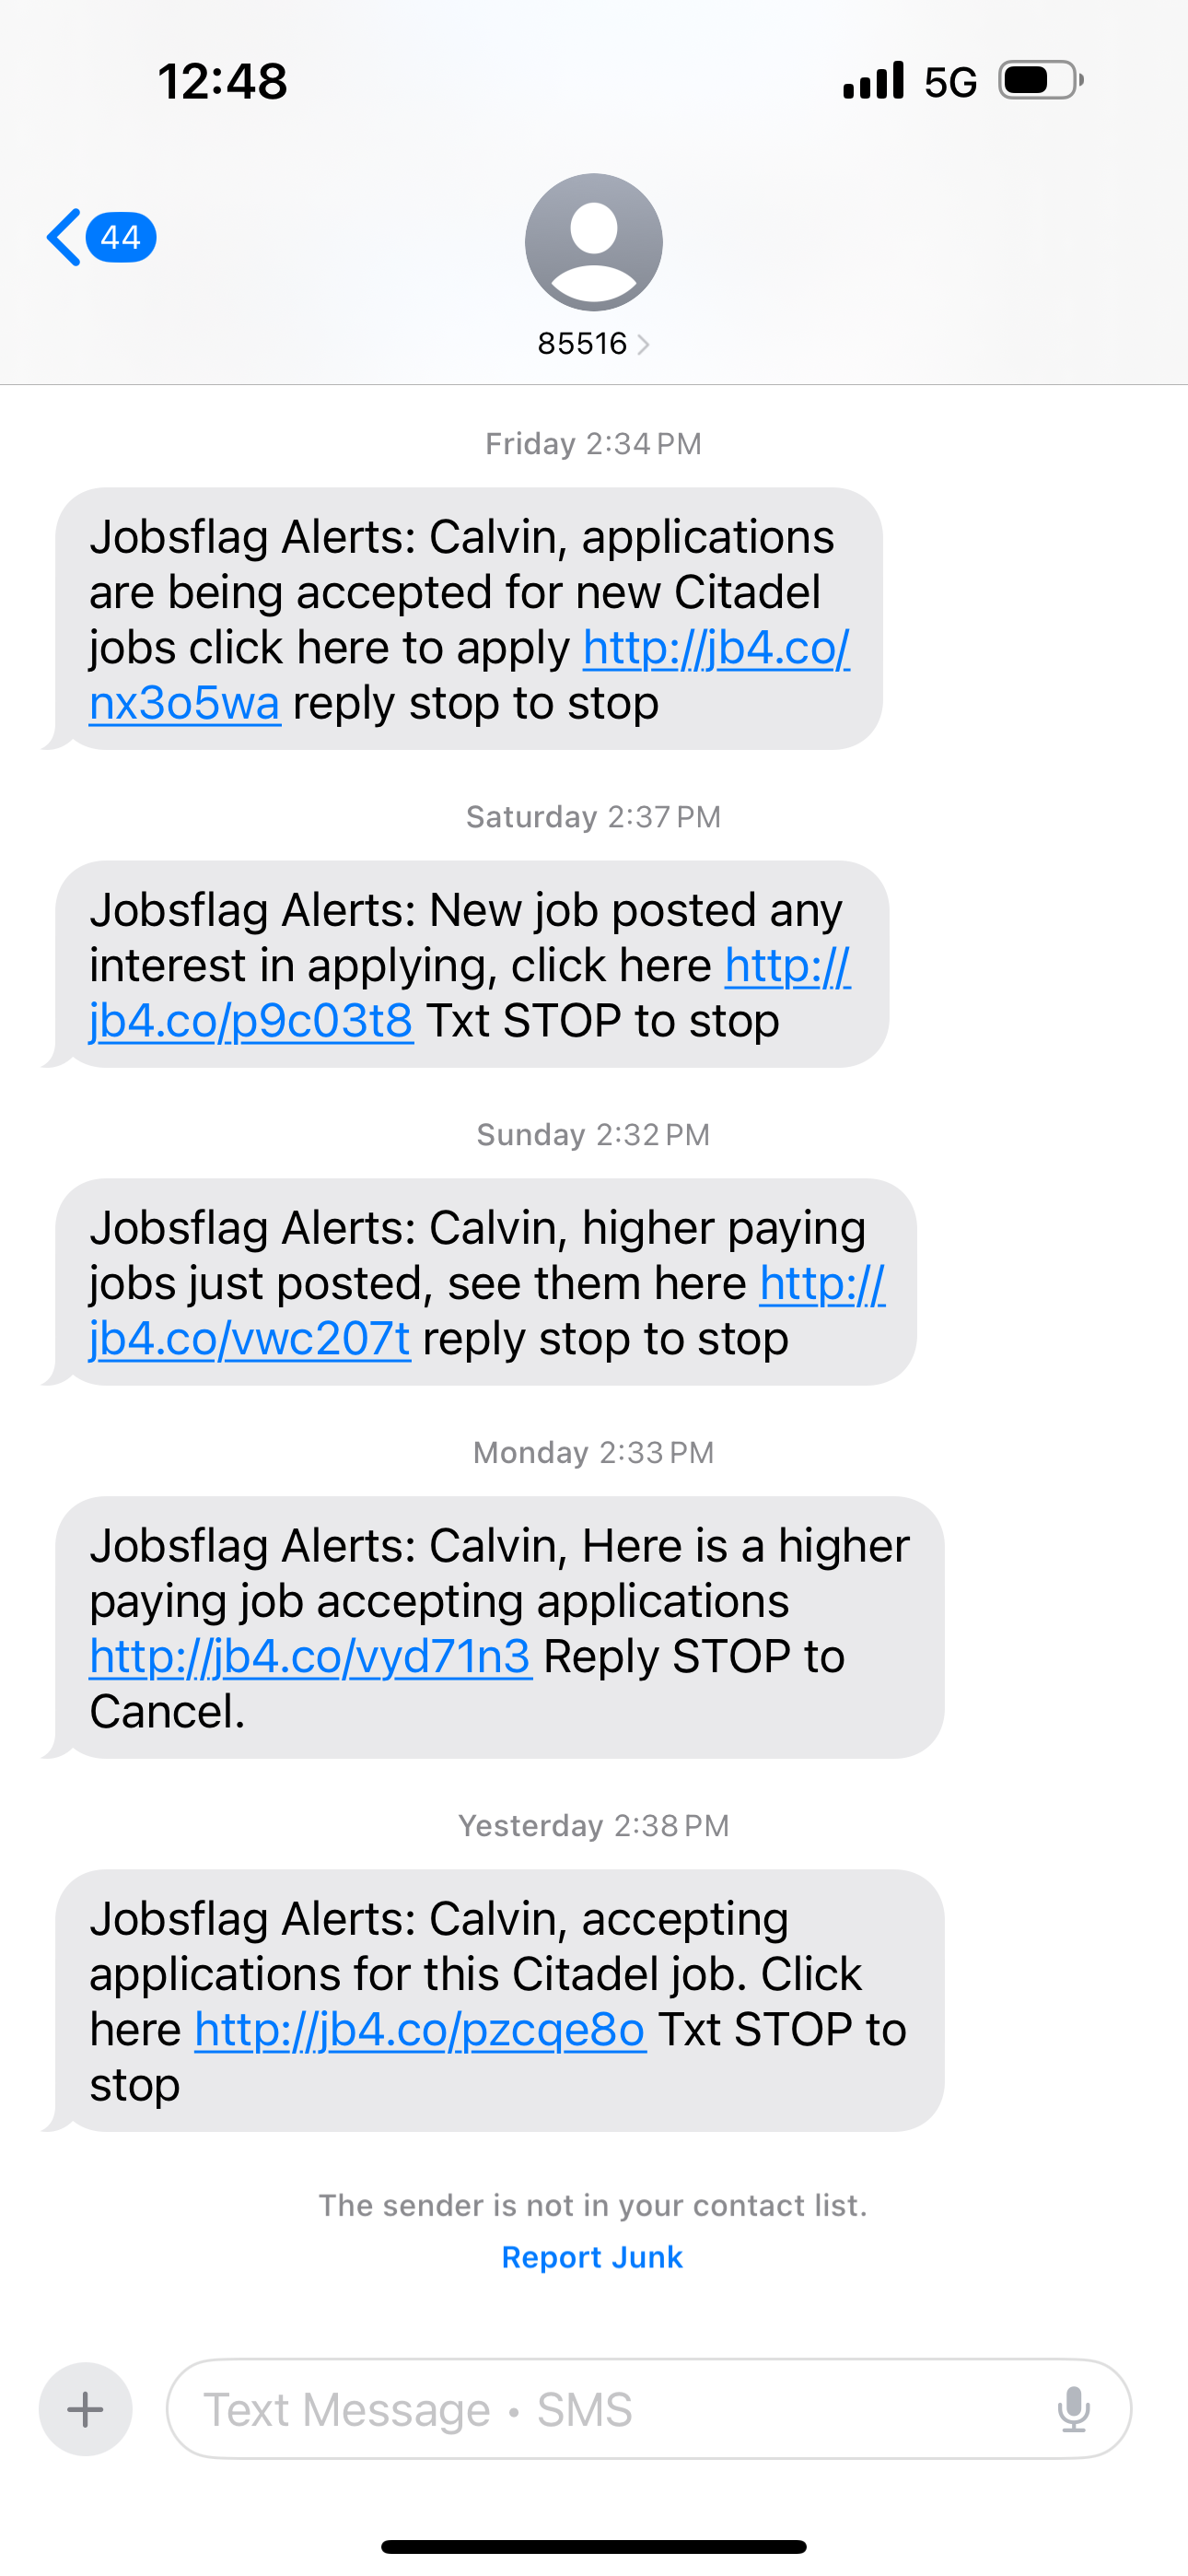 12:48
5G
44
85516
Friday 2:34 PM
Jobsflag Alerts: Calvin, applications
are being accepted for new Citadel
jobs click here to apply http://jb4.co/
nx3o5wa reply stop to stop
Saturday 2:37 PM
Jobsflag Alerts: New job posted any
interest in applying, click here http://
jb4.co/p9c03t8 Txt STOP to stop
Sunday 2:32 PM
Jobsflag Alerts: Calvin, higher paying
jobs just posted, see them here http://
jb4.co/vwc207t reply stop to stop
Monday 2:33 PM
Jobsflag Alerts: Calvin, Here is a higher
paying job accepting applications
http://jb4.co/vyd71n3 Reply STOP to
Cancel.
Yesterday 2:38 PM
Jobsflag Alerts: Calvin, accepting
applications for this Citadel job. Click
here http://jb4.co/pzcqe8o Txt STOP to
stop
The sender is not in your contact list.
Report Junk
Text Message • SMS